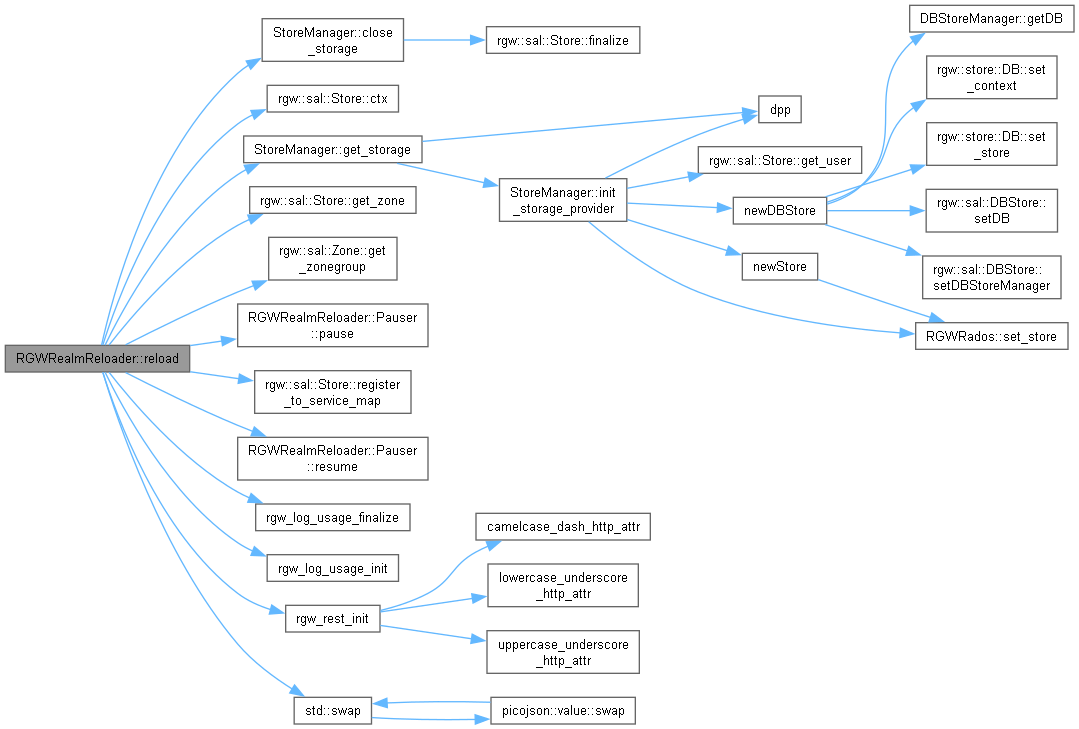 RGWRealmReloader::reload
StoreManager::close
_storage
rgw::sal::Store::finalize
rgw::sal::Store::ctx
StoreManager::get_storage
rgw::sal::Store::get_zone
rgw::sal::Zone::get
_zonegroup
RGWRealmReloader::Pauser
::pause
rgw::sal::Store::register
_to_service_map
RGWRealmReloader::Pauser
::resume
rgw_log_usage_finalize
rgw_log_usage_init
rgw_rest_init
std::swap
StoreManager::init
_storage_provider
dpp
rgw::sal::Store::get_user
newDBStore
newStore
DBStoreManager::getDB
rgw::store::DB::set
_context
rgw::store::DB::set
_store
rgw::sal::DBStore::
setDB
rgw::sal::DBStore::
setDBStoreManager
RGWRados::set_store
camelcase_dash_http_attr
lowercase_underscore
_http_attr
uppercase_underscore
_http_attr
picojson::value::swap